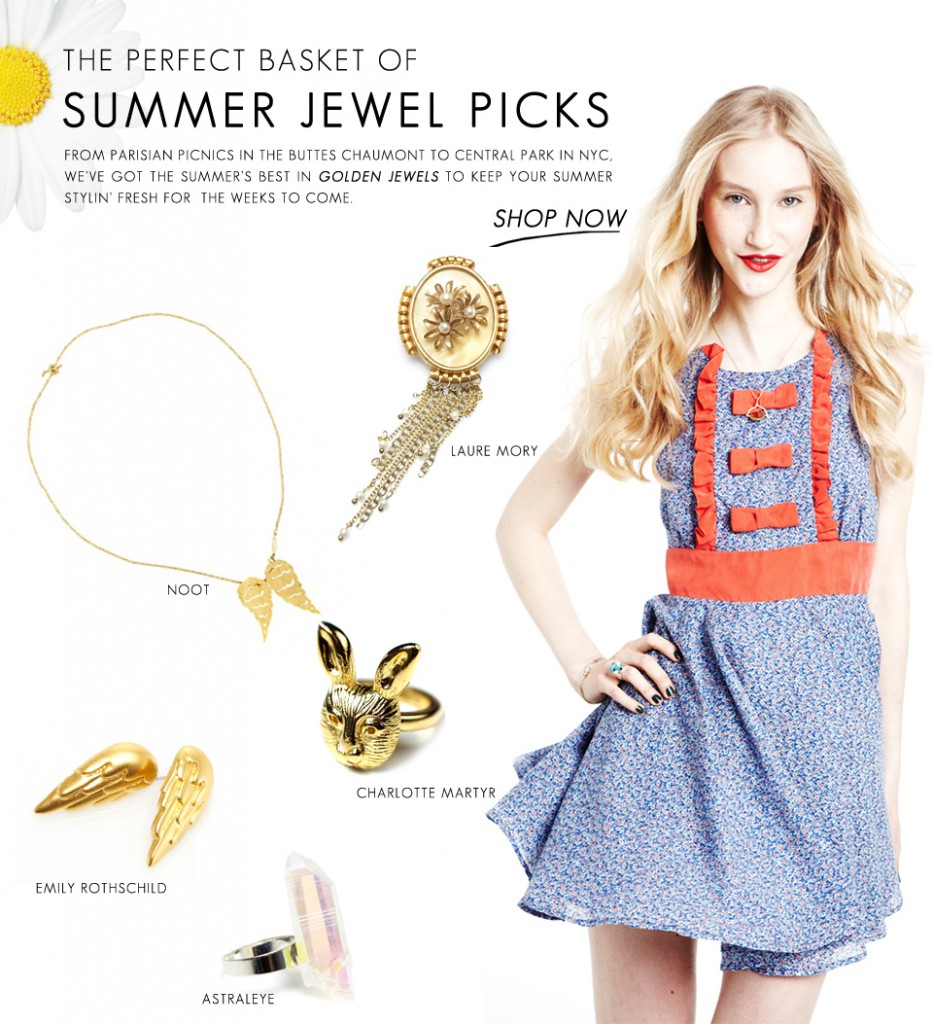 THE PERFECT BASKET OF
SUMMER JEWEL PICKS
FROM PARISIAN PICNICS IN THE BUTTES CHAUMONT TO CENTRAL PARK IN NYC,
WE'VE GOT THE SUMMER'S BEST IN GOLDEN JEWELS TO KEEP YOUR SUMMER
STYLIN' FRESH FOR THE WEEKS TO COME.
SHOP NOW
LAURE MORY
NOOT
CHARLOTTE MARTYR
EMILY ROTHSCHILD
ASTRALEYE